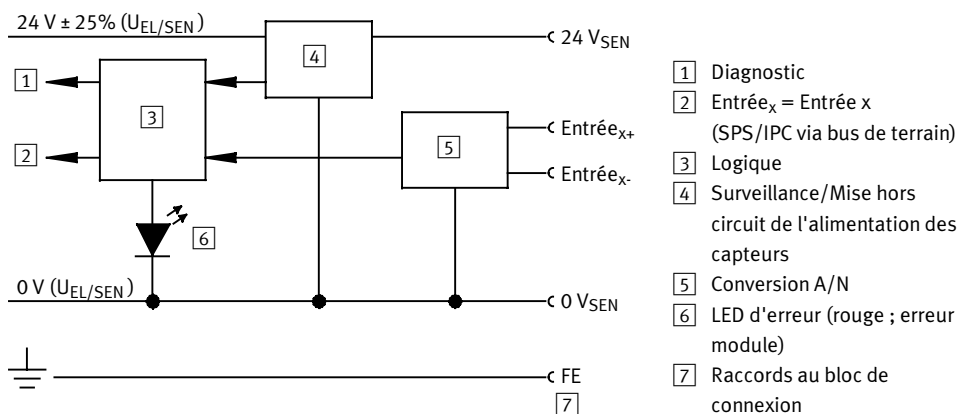 24 V ± 25% (U_EL/SEN)
4
24 V_SEN
1
3
5
Entrée_x+
2
Entrée_x-
6
0 V (U_EL/SEN)
0 V_SEN
FE
7
1 Diagnostic
2 Entrée_x = Entrée x
(SPS/IPC via bus de terrain)
3 Logique
4 Surveillance/Mise hors
circuit de l'alimentation des
capteurs
5 Conversion A/N
6 LED d'erreur (rouge ; erreur
module)
7 Raccords au bloc de
connexion